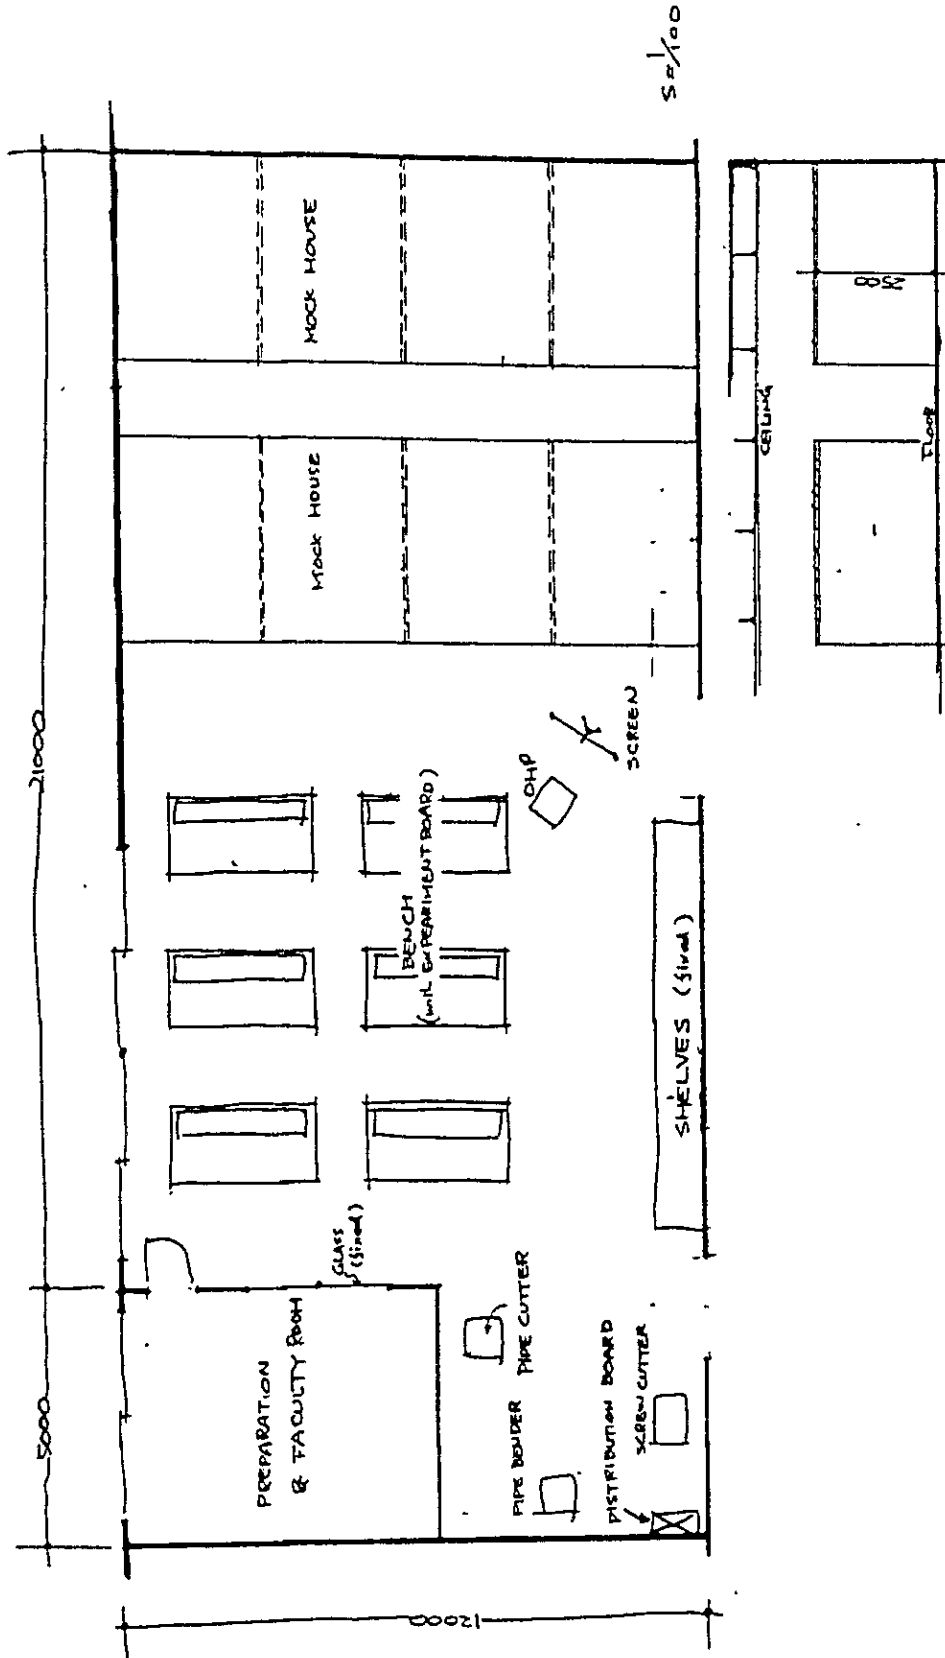 S=1/100
21000
5000
12000
PREPARATION
& FACULTY ROOM
GLASS
(fixed)
PIPE BENDER
PIPE CUTTER
DISTRIBUTION BOARD
SCREW CUTTER
SHELVES (fixed)
BENCH
(with EXPEARIMENT BOARD)
OHP
SCREEN
MOCK HOUSE
MOCK HOUSE
CEILING
FLOOR